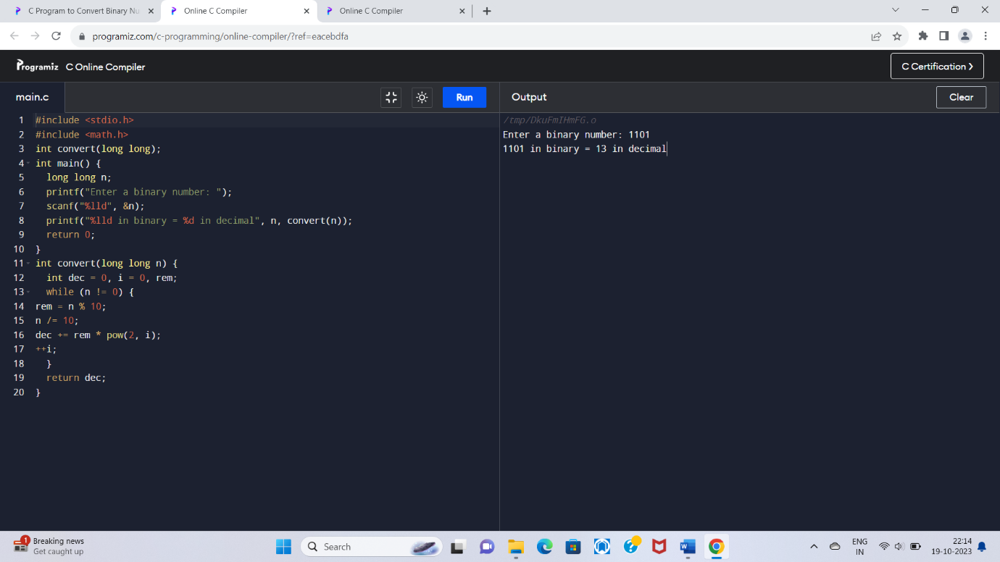 C Program to Convert Binary Nu
Online C Compiler
Online C Compiler
programiz.com/c-programming/online-compiler/?ref=eacebdfa
Programiz C Online Compiler
C Certification >
main.c
Run
Output
Clear
1 #include <stdio.h>
2 #include <math.h>
3 int convert(long long);
4 int main() {
5 long long n;
6 printf("Enter a binary number: ");
7 scanf("%lld", &n);
8 printf("%lld in binary = %d in decimal", n, convert(n));
9 return 0;
10 }
11 int convert(long long n) {
12 int dec = 0, i = 0, rem;
13 while (n != 0) {
14 rem = n % 10;
15 n /= 10;
16 dec += rem * pow(2, i);
17 ++i;
18 }
19 return dec;
20 }
/tmp/DkuFmIHmFG.o
Enter a binary number: 1101
1101 in binary = 13 in decimal
1
Breaking news
Get caught up
Search
ENG
IN
22:14
19-10-2023